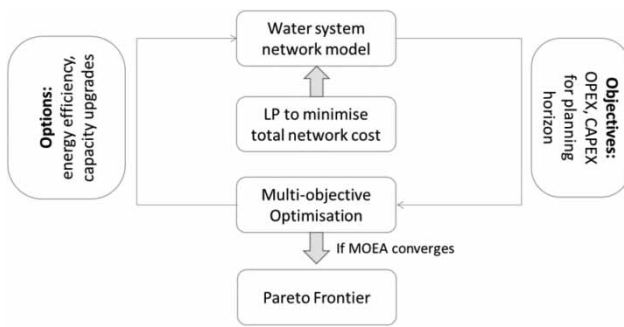 Water system
network model
Options:
energy efficiency,
capacity upgrades
LP to minimise
total network cost
Objectives:
OPEX, CAPEX
for planning
horizon
Multi-objective
Optimisation
If MOEA converges
Pareto Frontier